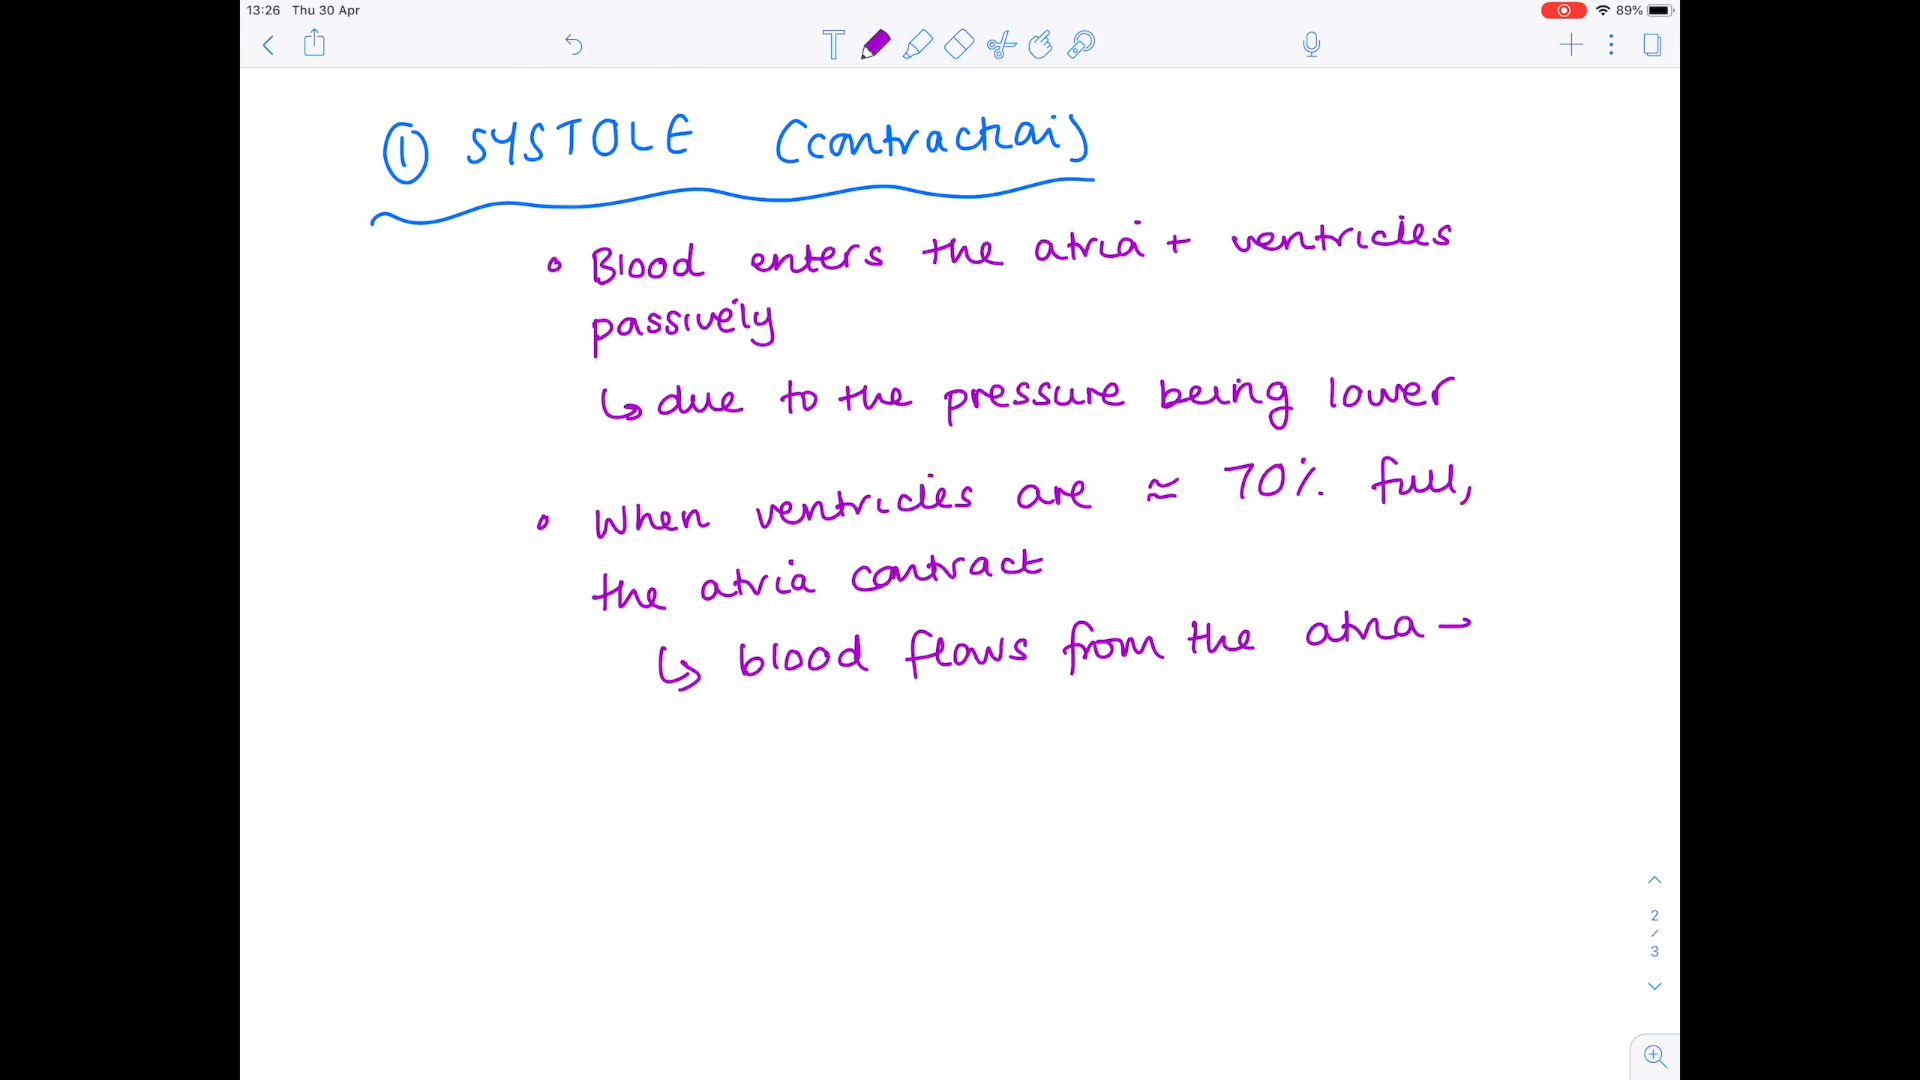 13:26 Thu 30 Apr 89%
① SYSTOLE (contraction)
• Blood enters the atria + ventricles
passively
↳ due to the pressure being lower
• When ventricles are ≈ 70% full,
the atria contract
↳ blood flows from the atria →
2
/
3